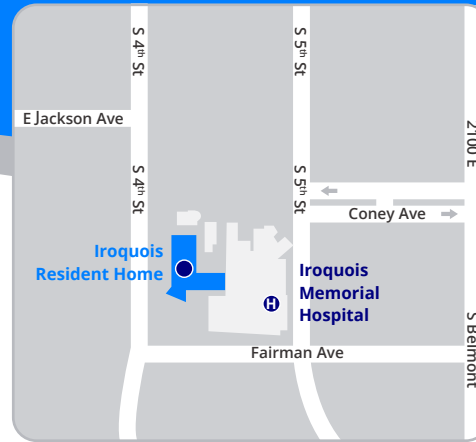 S 4th St
S 5th St
E Jackson Ave
2100 E
S 4th St
S 5th St
Coney Ave
Iroquois
Resident Home
Iroquois
Memorial
Hospital
H
S Belmont
Fairman Ave